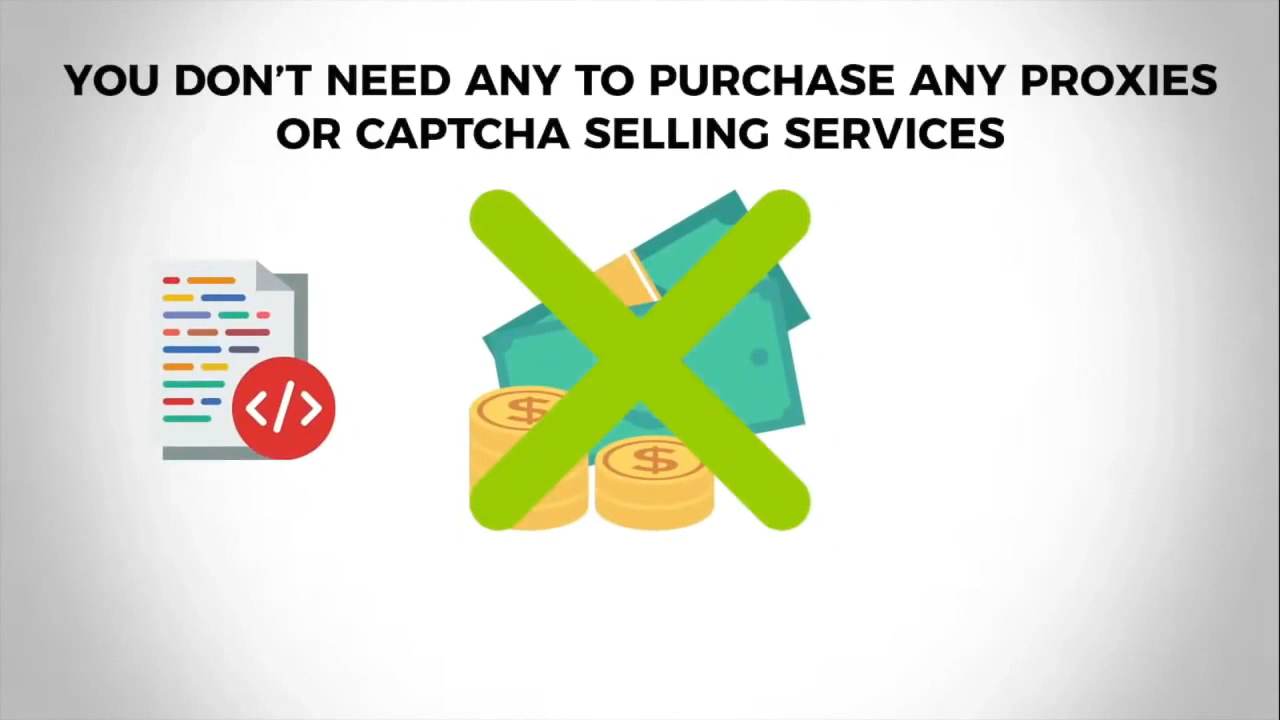 YOU DON'T NEED ANY TO PURCHASE ANY PROXIES
OR CAPTCHA SELLING SERVICES
</>
$
$